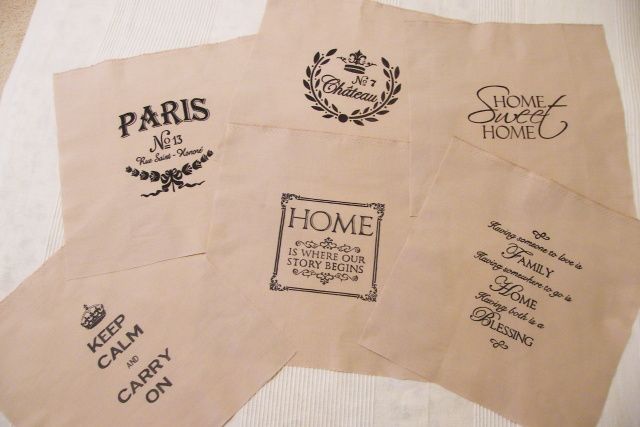 PARIS
No 13
Rue Saint - Honoré
No 7
Château
HOME
Sweet
HOME
HOME
IS WHERE OUR
STORY BEGINS
Having someone to love is
FAMILY
Having somewhere to go is
HOME
Having both is a
BLESSING
KEEP
CALM
AND
CARRY
ON